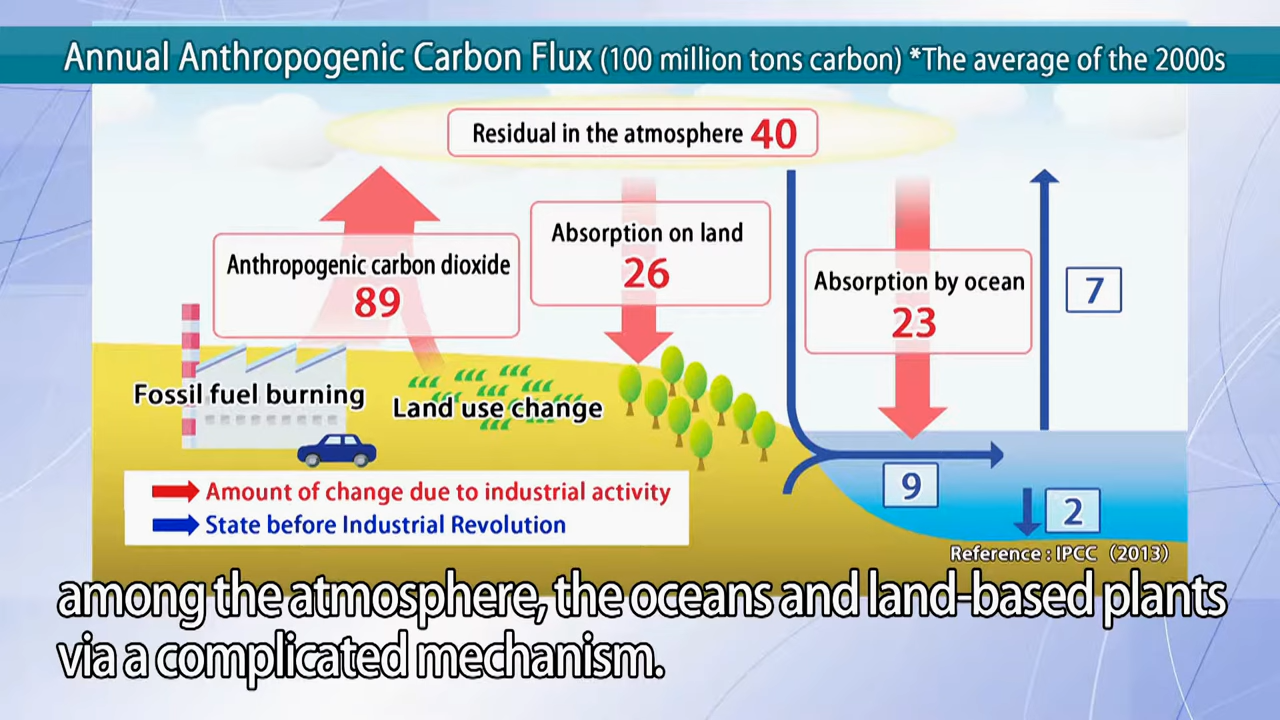 Annual Anthropogenic Carbon Flux (100 million tons carbon) *The average of the 2000s
Residual in the atmosphere 40
Absorption on land
26
Anthropogenic carbon dioxide
89
Absorption by ocean
23
7
Fossil fuel burning
Land use change
9
2
Amount of change due to industrial activity
State before Industrial Revolution
Reference : IPCC (2013)
among the atmosphere, the oceans and land-based plants
via a complicated mechanism.